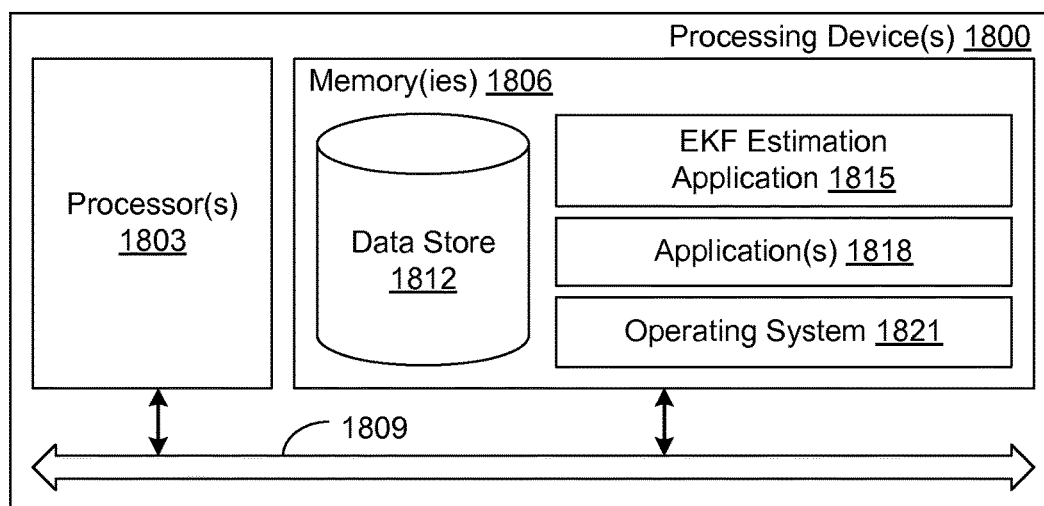 Processing Device(s) 1800
Memory(ies) 1806
Processor(s)
1803
Data Store
1812
EKF Estimation
Application 1815
Application(s) 1818
Operating System 1821
1809